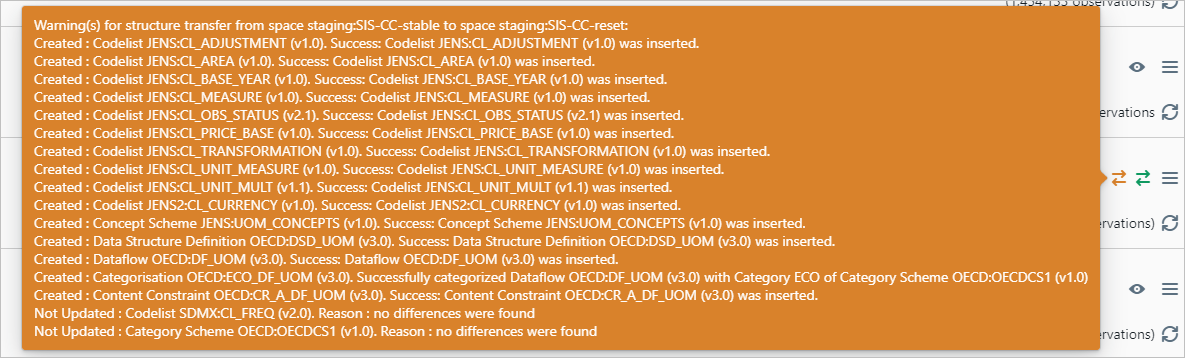 (1,454,155 observations)
Warning(s) for structure transfer from space staging:SIS-CC-stable to space staging:SIS-CC-reset:
Created : Codelist JENS:CL_ADJUSTMENT (v1.0). Success: Codelist JENS:CL_ADJUSTMENT (v1.0) was inserted.
Created : Codelist JENS:CL_AREA (v1.0). Success: Codelist JENS:CL_AREA (v1.0) was inserted.
Created : Codelist JENS:CL_BASE_YEAR (v1.0). Success: Codelist JENS:CL_BASE_YEAR (v1.0) was inserted.
Created : Codelist JENS:CL_MEASURE (v1.0). Success: Codelist JENS:CL_MEASURE (v1.0) was inserted.
Created : Codelist JENS:CL_OBS_STATUS (v2.1). Success: Codelist JENS:CL_OBS_STATUS (v2.1) was inserted.
ervations
Created : Codelist JENS:CL_PRICE_BASE (v1.0). Success: Codelist JENS:CL_PRICE_BASE (v1.0) was inserted.
Created : Codelist JENS:CL_TRANSFORMATION (v1.0). Success: Codelist JENS:CL_TRANSFORMATION (v1.0) was inserted.
Created : Codelist JENS:CL_UNIT_MEASURE (v1.0). Success: Codelist JENS:CL_UNIT_MEASURE (v1.0) was inserted.
Created : Codelist JENS:CL_UNIT_MULT (v1.1). Success: Codelist JENS:CL_UNIT_MULT (v1.1) was inserted.
Created : Codelist JENS2:CL_CURRENCY (v1.0). Success: Codelist JENS2:CL_CURRENCY (v1.0) was inserted.
Created : Concept Scheme JENS:UOM_CONCEPTS (v1.0). Success: Concept Scheme JENS:UOM_CONCEPTS (v1.0) was inserted.
ervations)
Created : Data Structure Definition OECD:DSD_UOM (v3.0). Success: Data Structure Definition OECD:DSD_UOM (v3.0) was inserted.
Created : Dataflow OECD:DF_UOM (v3.0). Success: Dataflow OECD:DF_UOM (v3.0) was inserted.
Created : Categorisation OECD:ECO_DF_UOM (v3.0). Successfully categorized Dataflow OECD:DF_UOM (v3.0) with Category ECO of Category Scheme OECD:OECDCS1 (v1.0)
Created : Content Constraint OECD:CR_A_DF_UOM (v3.0). Success: Content Constraint OECD:CR_A_DF_UOM (v3.0) was inserted.
Not Updated : Codelist SDMX:CL_FREQ (v2.0). Reason : no differences were found
Not Updated : Category Scheme OECD:OECDCS1 (v1.0). Reason : no differences were found
ervations)